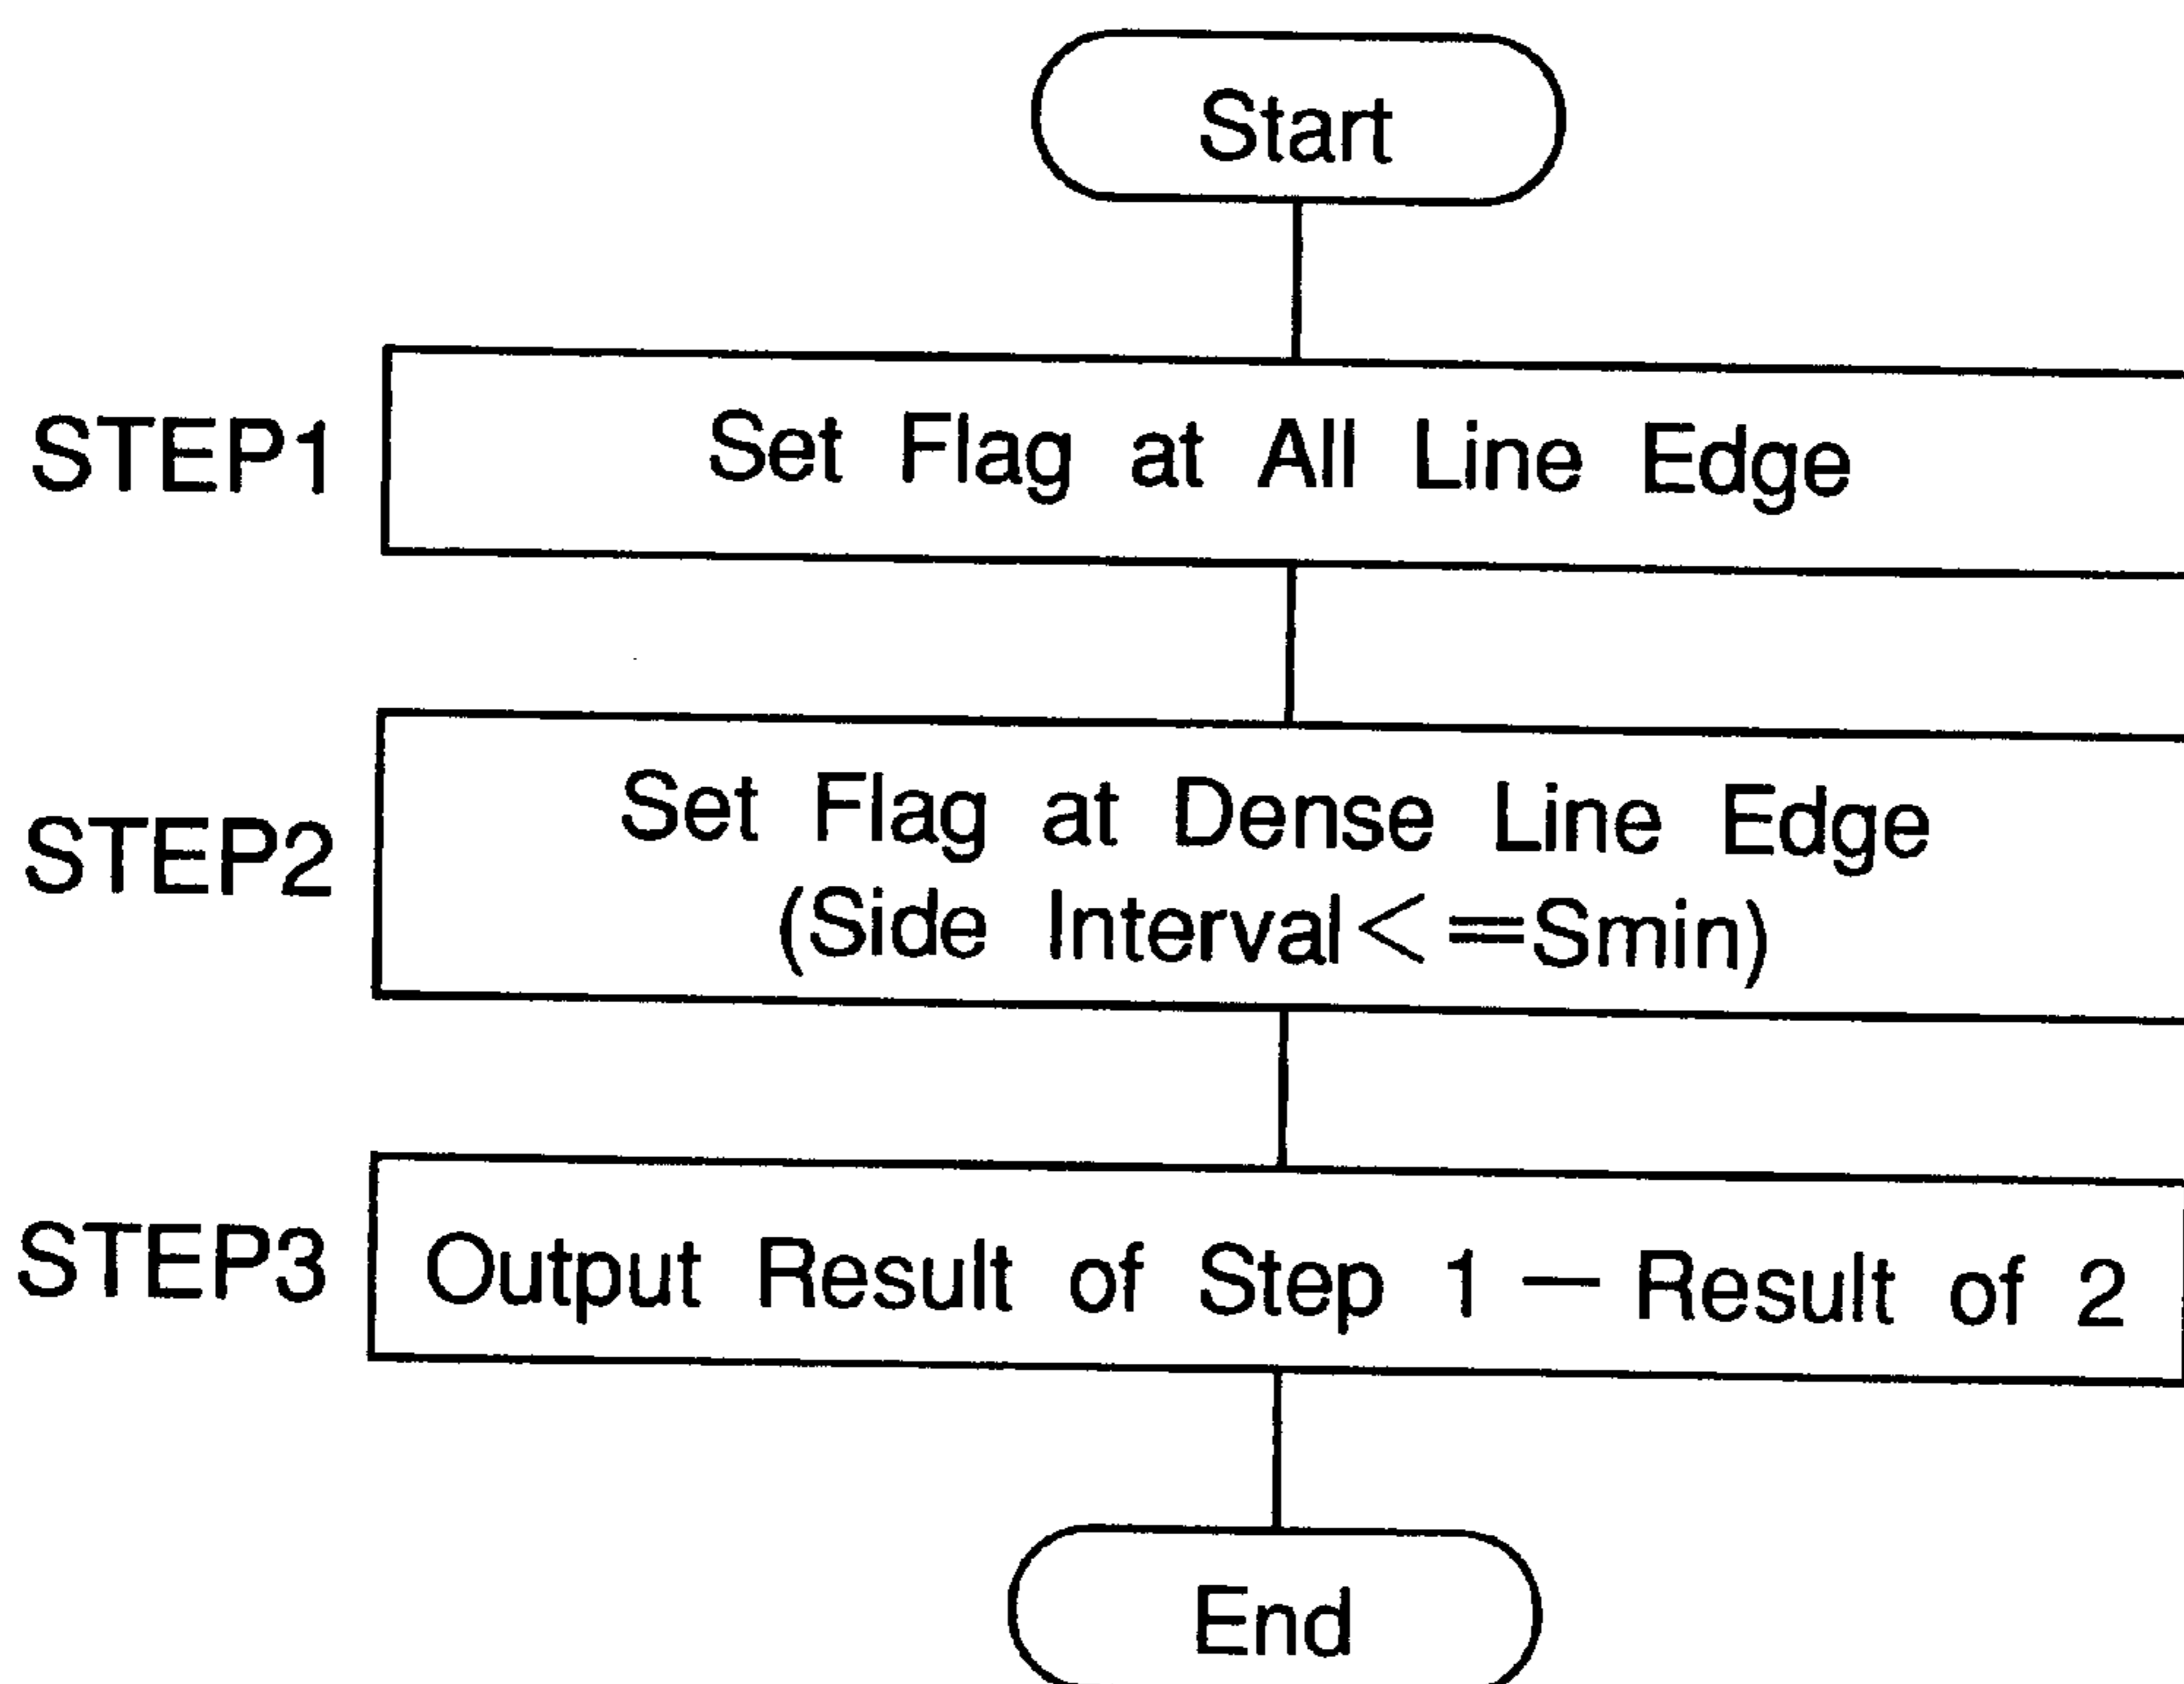 Start
STEP1
Set Flag at All Line Edge
STEP2
Set Flag at Dense Line Edge
(Side Interval<=Smin)
STEP3
Output Result of Step 1 — Result of 2
End